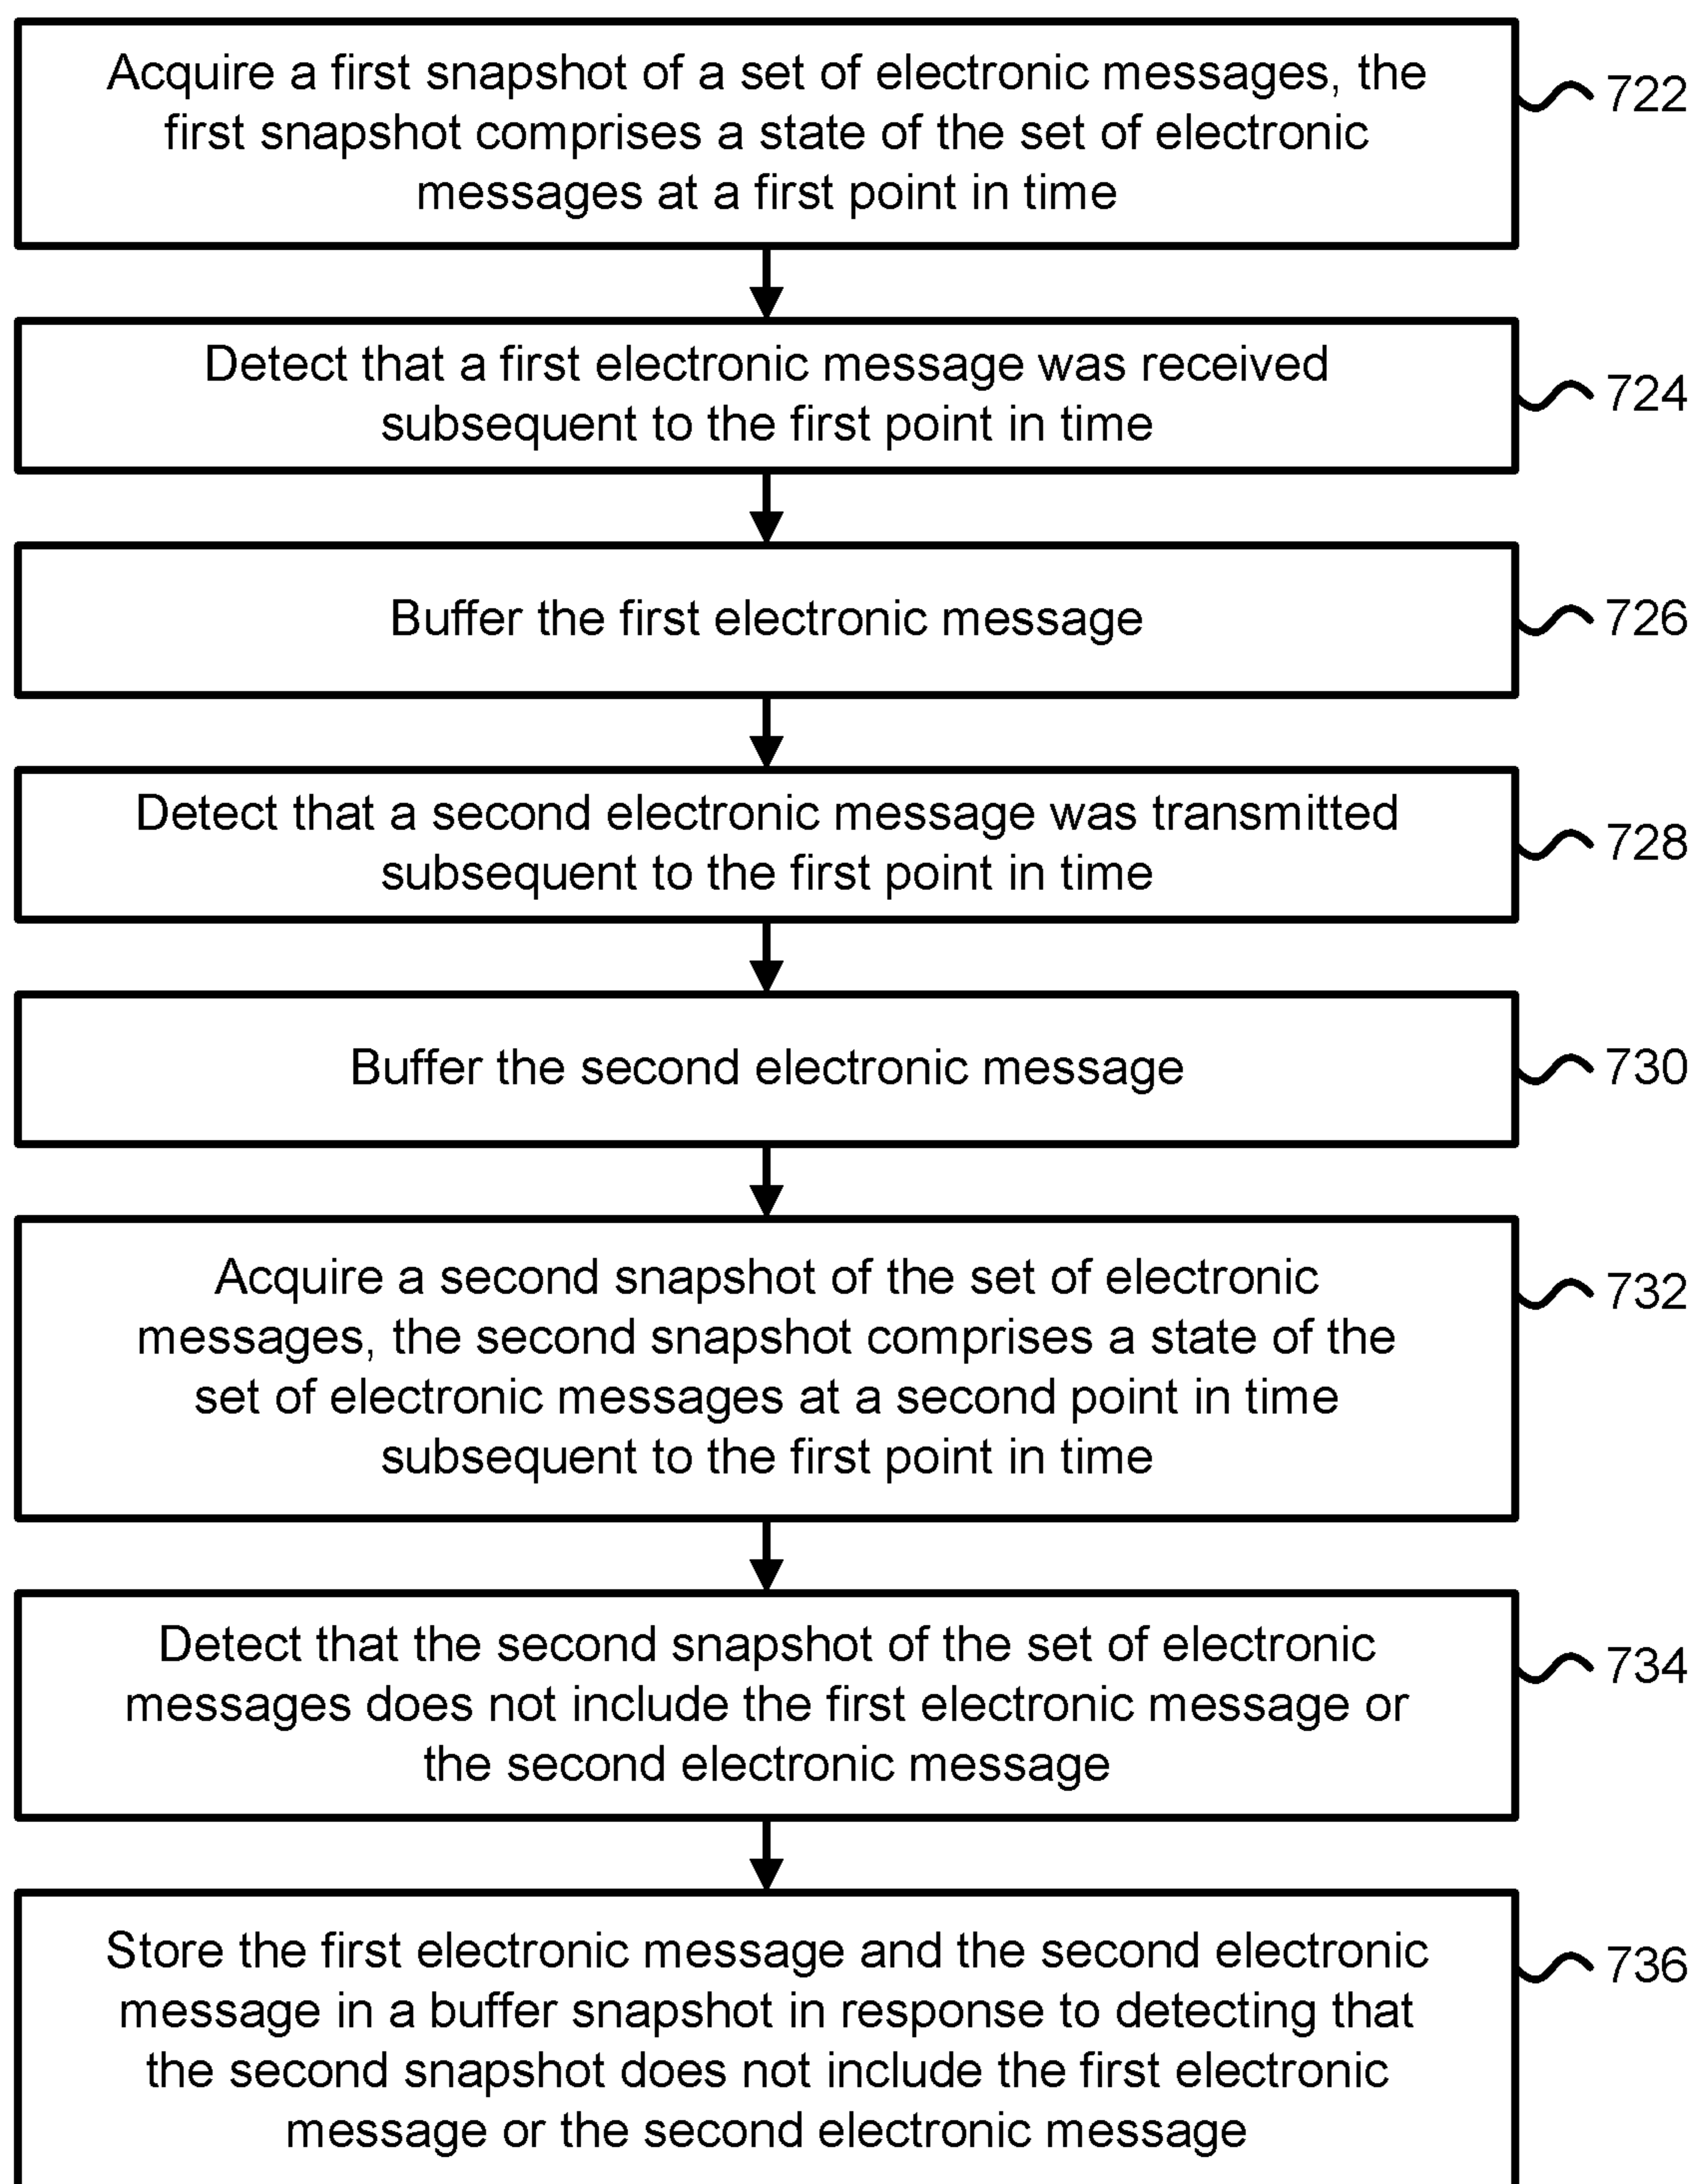 Acquire a first snapshot of a set of electronic messages, the
first snapshot comprises a state of the set of electronic
messages at a first point in time
722
Detect that a first electronic message was received
subsequent to the first point in time
724
Buffer the first electronic message
726
Detect that a second electronic message was transmitted
subsequent to the first point in time
728
Buffer the second electronic message
730
Acquire a second snapshot of the set of electronic
messages, the second snapshot comprises a state of the
set of electronic messages at a second point in time
subsequent to the first point in time
732
Detect that the second snapshot of the set of electronic
messages does not include the first electronic message or
the second electronic message
734
Store the first electronic message and the second electronic
message in a buffer snapshot in response to detecting that
the second snapshot does not include the first electronic
message or the second electronic message
736